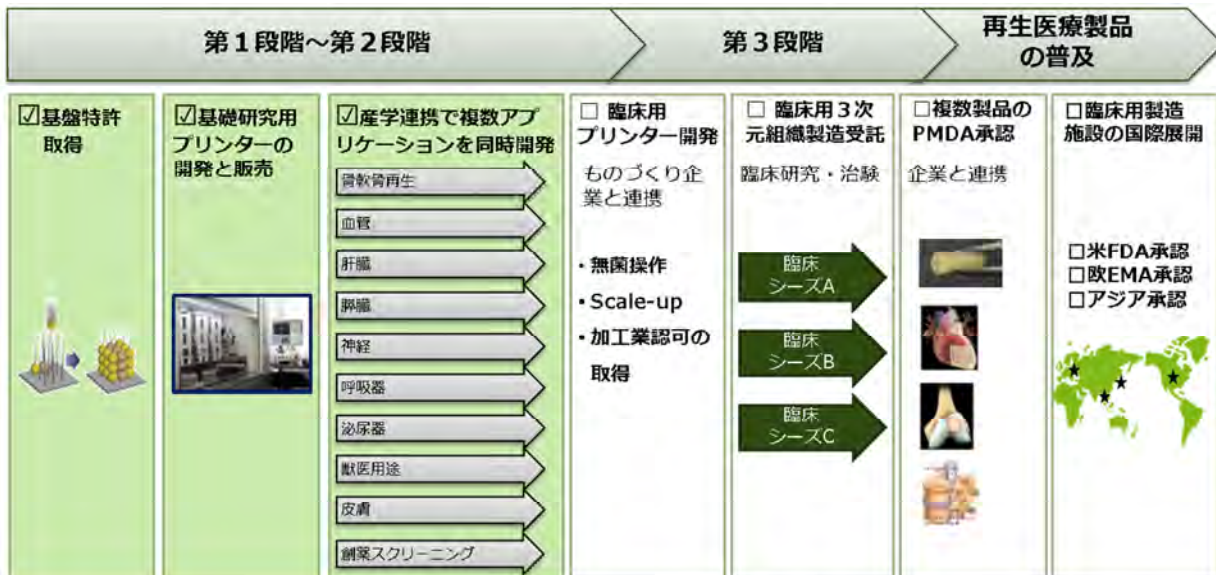 第1段階～第2段階
第3段階
再生医療製品
の普及
☑基盤特許
取得
☑基礎研究用
プリンターの
開発と販売
☑産学連携で複数アプ
リケーションを同時開発
骨軟骨再生
血管
肝臓
膵臓
神経
呼吸器
泌尿器
獣医用途
皮膚
創薬スクリーニング
□ 臨床用
プリンター開発
ものづくり企
業と連携
・無菌操作
・Scale-up
・加工業認可の
取得
□ 臨床用3次
元組織製造受託
臨床研究・治験
臨床
シーズA
臨床
シーズB
臨床
シーズC
□ 複数製品の
PMDA承認
企業と連携
□臨床用製造
施設の国際展開
□米FDA承認
□欧EMA承認
□アジア承認